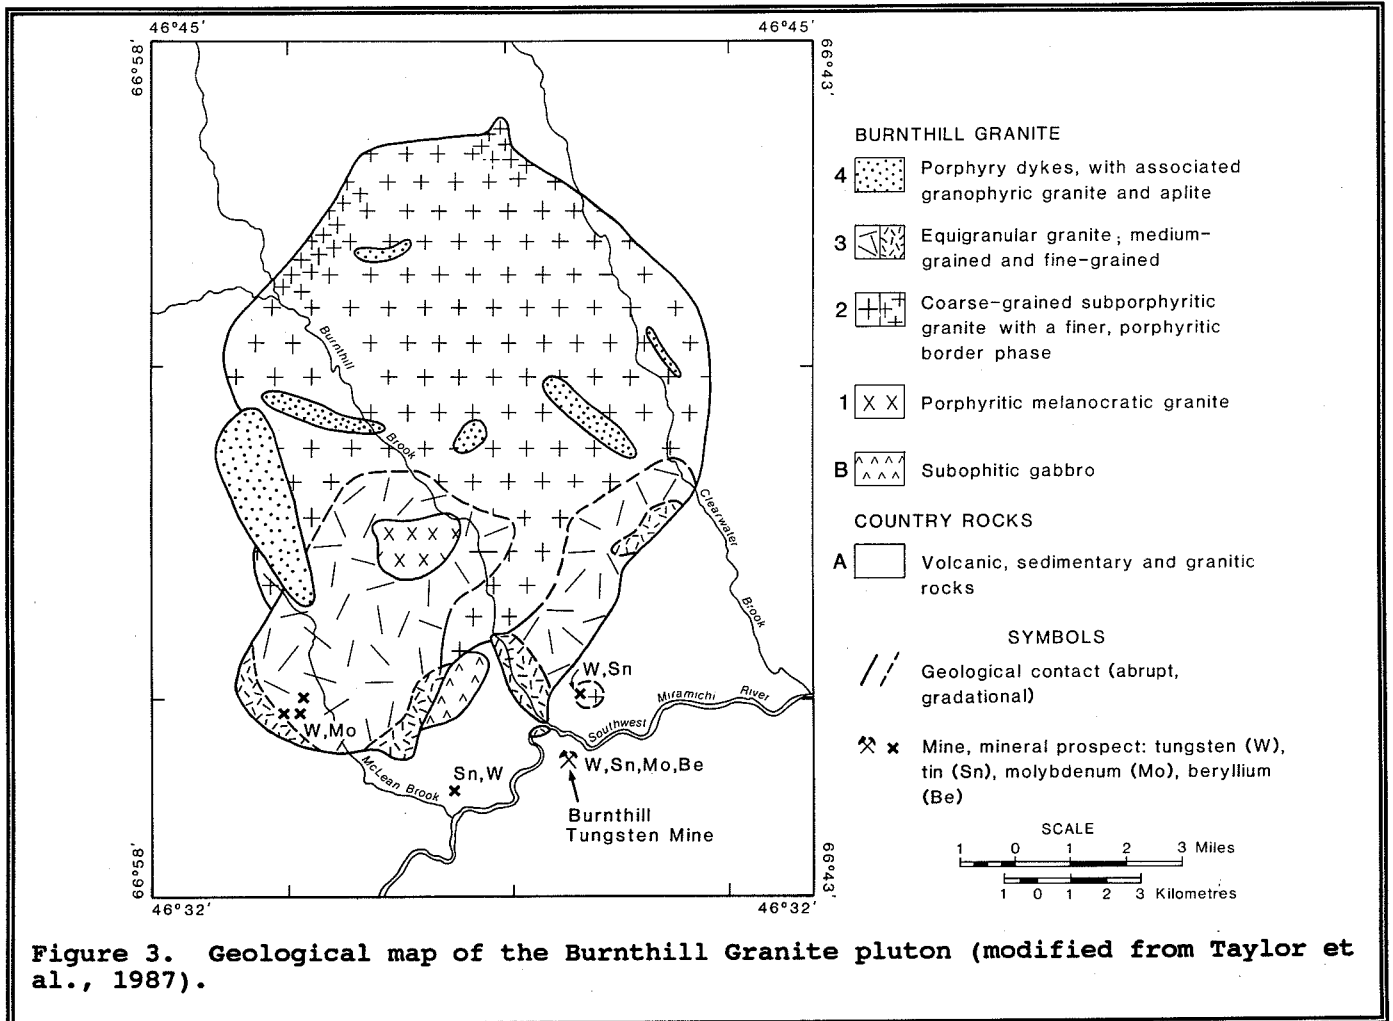 46°45'
46°45'
66°58'
66°43'
Burnthill
Brook
Clearwater
Brook
W,Sn
Miramichi River
Southwest
W,Mo
McLean Brook
Sn,W
W,Sn,Mo,Be
Burnthill
Tungsten Mine
66°58'
66°43'
46°32'
46°32'
BURNTHILL GRANITE
4 Porphyry dykes, with associated
granophyric granite and aplite
3 Equigranular granite; medium-
grained and fine-grained
2 Coarse-grained subporphyritic
granite with a finer, porphyritic
border phase
1 Porphyritic melanocratic granite
B Subophitic gabbro
COUNTRY ROCKS
A Volcanic, sedimentary and granitic
rocks
SYMBOLS
Geological contact (abrupt,
gradational)
Mine, mineral prospect: tungsten (W),
tin (Sn), molybdenum (Mo), beryllium
(Be)
SCALE
1 0 1 2 3 Miles
1 0 1 2 3 Kilometres
Figure 3. Geological map of the Burnthill Granite pluton (modified from Taylor et
al., 1987).